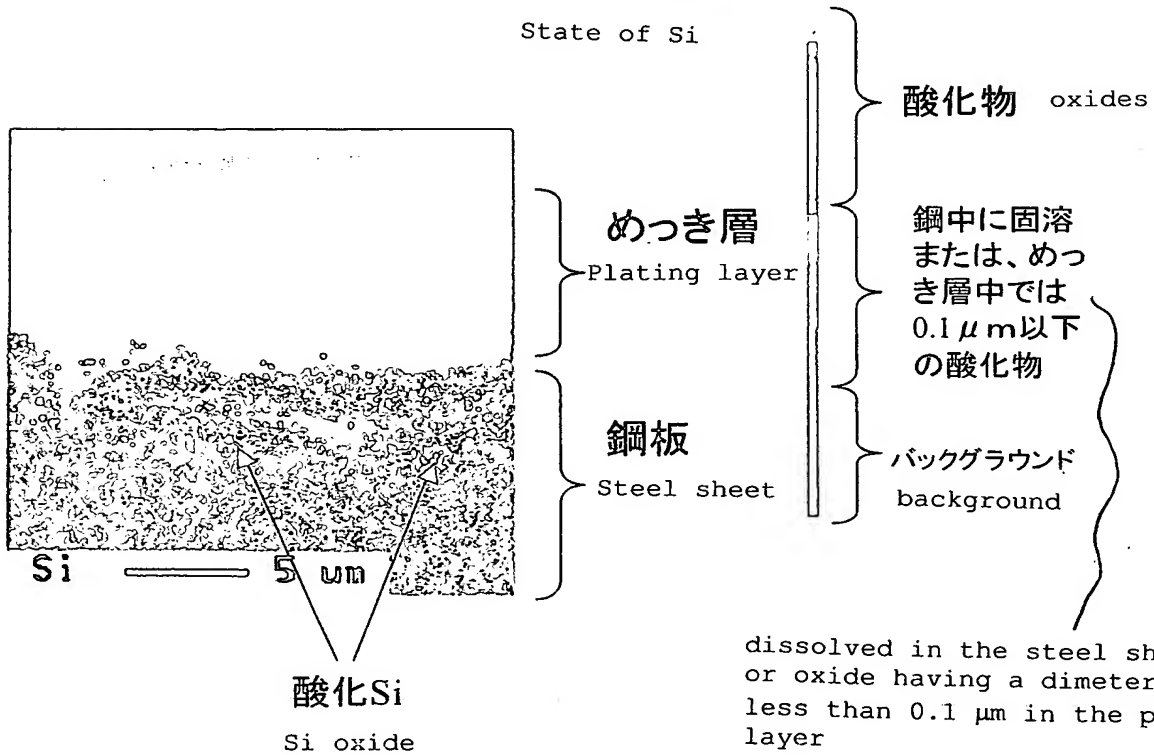 State of Si
酸化物 oxides
めっき層
Plating layer
鋼中に固溶
または、めっ
き層中では
0.1μm以下
の酸化物
鋼板
Steel sheet
バックグラウンド
background
Si 5 um
酸化Si
Si oxide
dissolved in the steel sh
or oxide having a dimeter
less than 0.1 μm in the p
layer